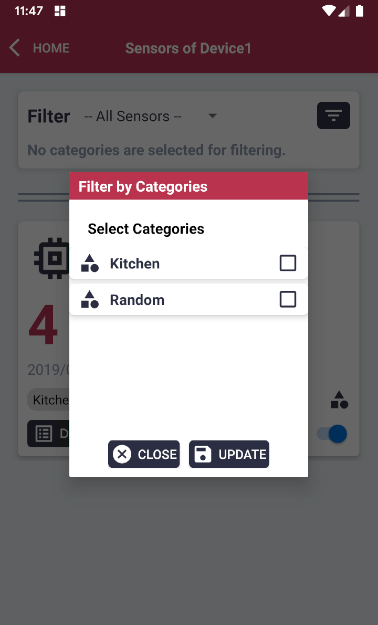 11:47
HOME Sensors of Device1
Filter -- All Sensors --
No categories are selected for filtering.
Filter by Categories
Select Categories
Kitchen
Random
4
2019/0
Kitche
D
CLOSE UPDATE